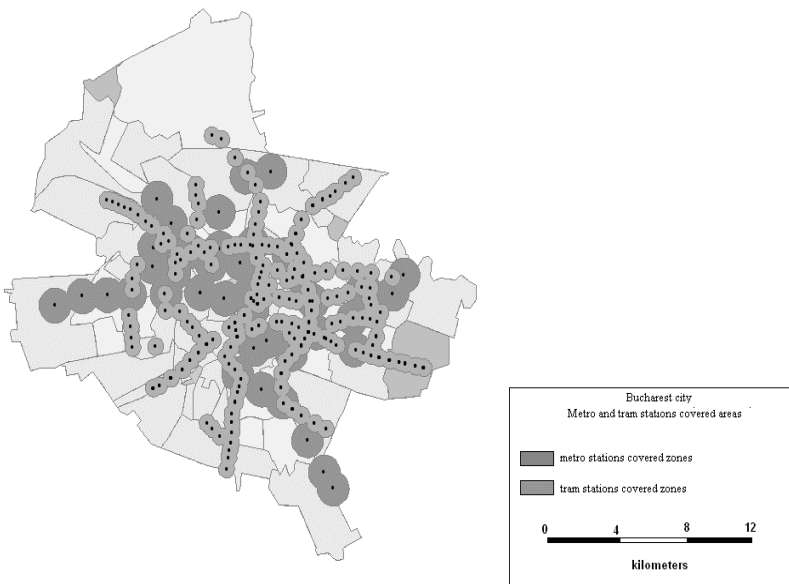 Bucharest city
Metro and tram stations covered areas
metro stations covered zones
tram stations covered zones
0 4 8 12
kilometers